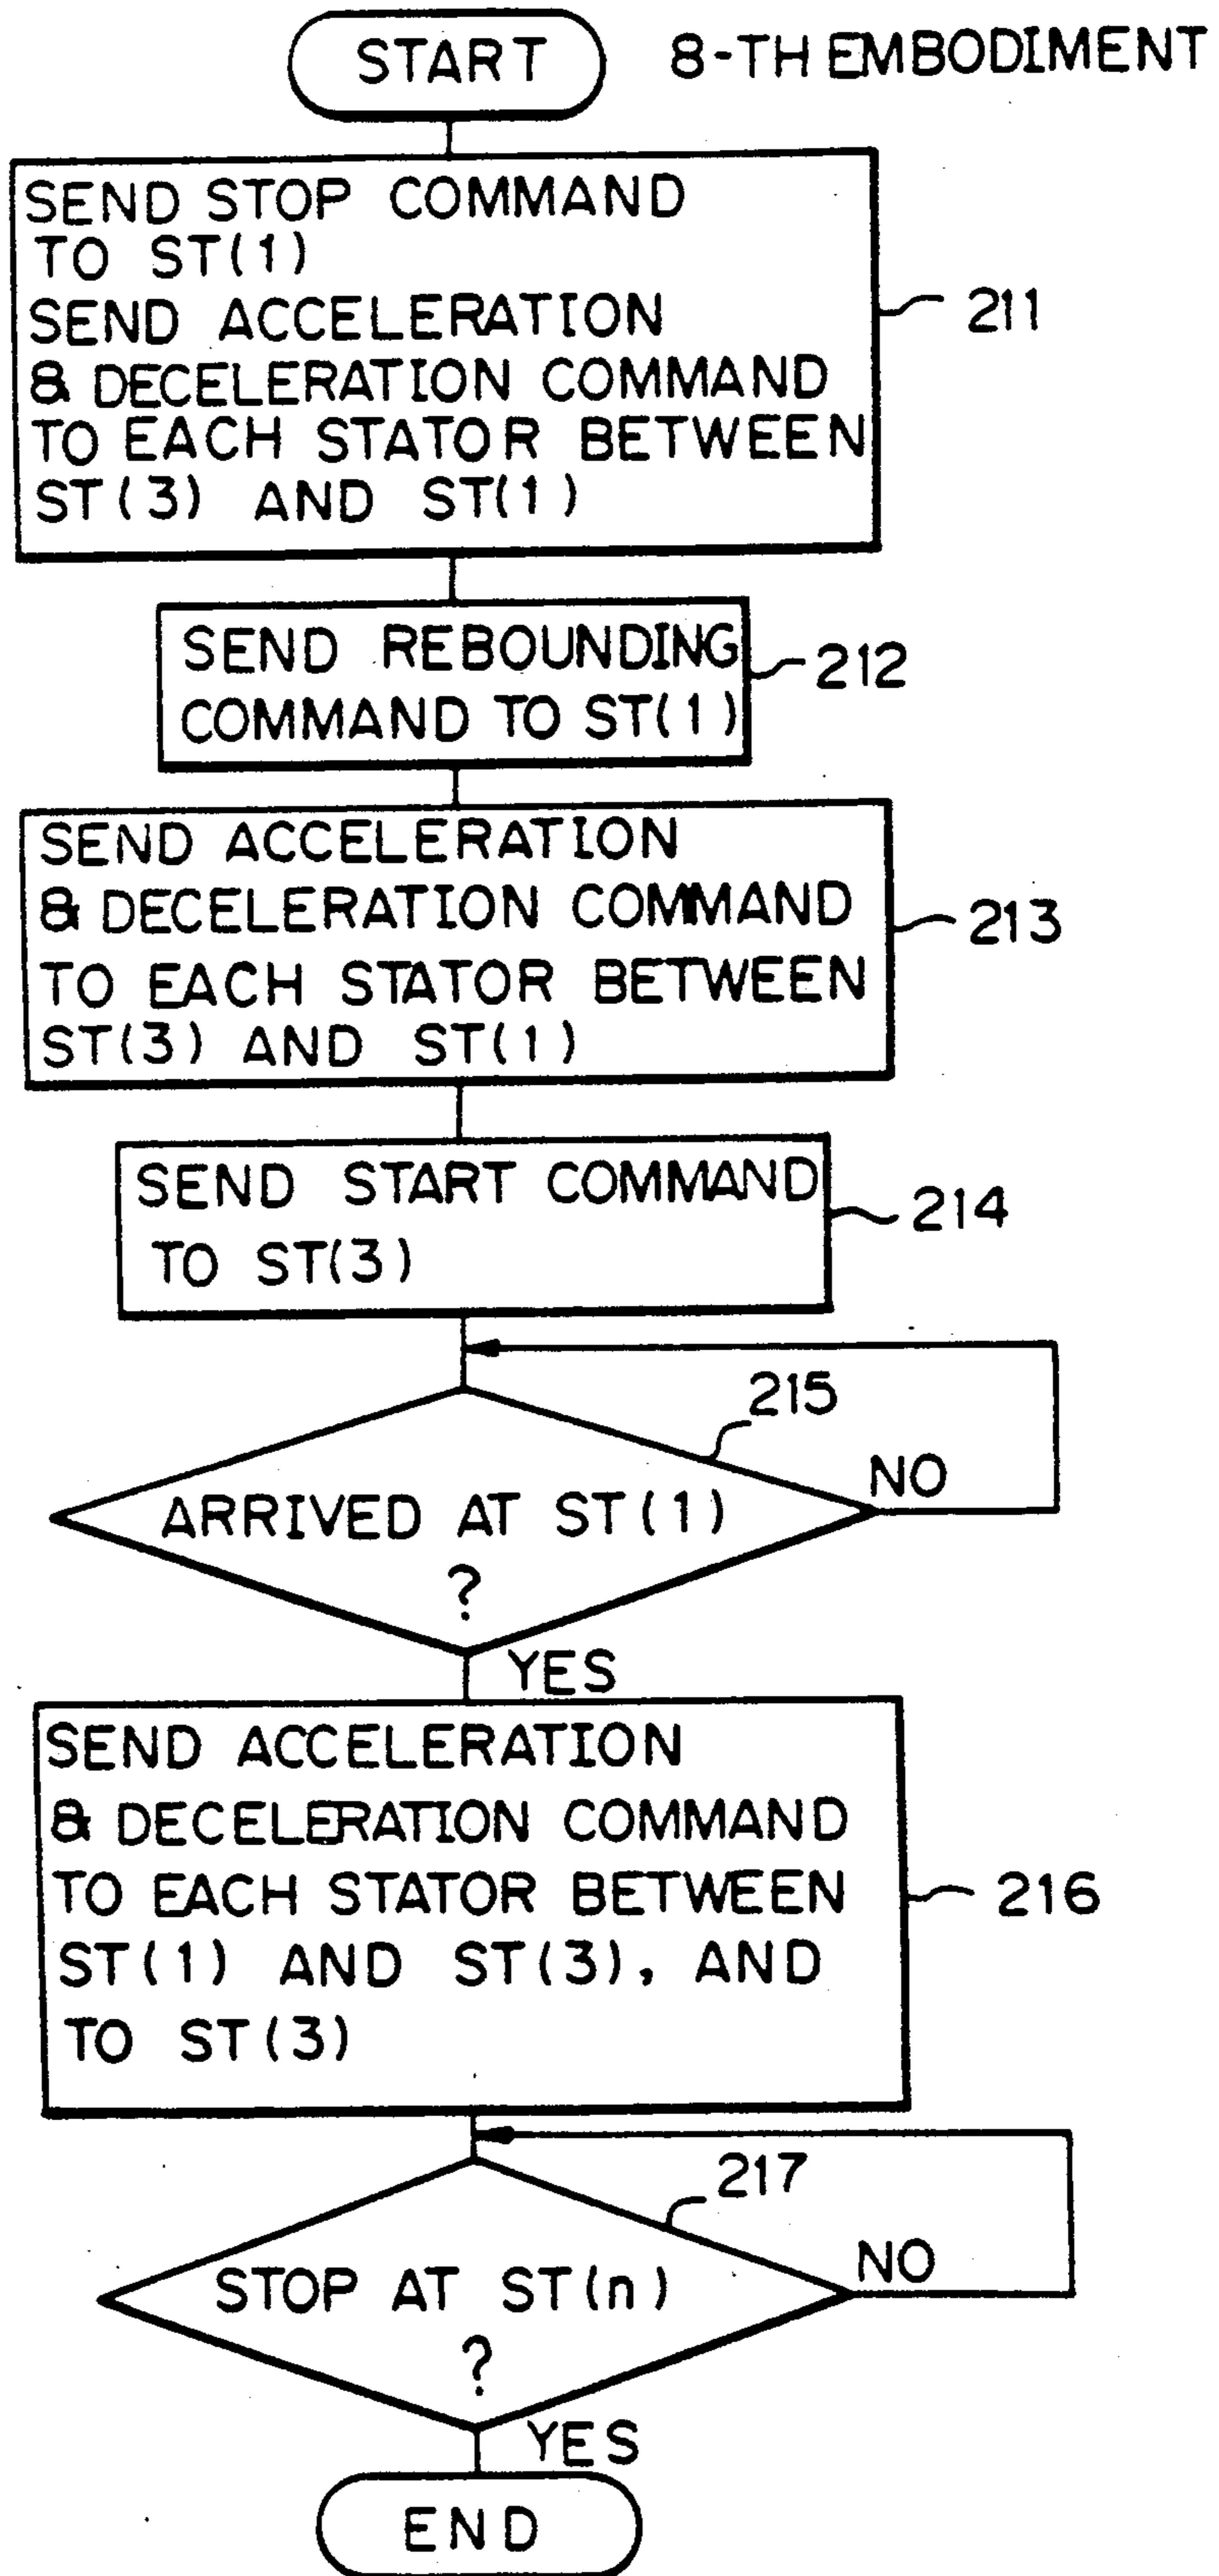 START
8-TH EMBODIMENT
SEND STOP COMMAND
TO ST(1)
SEND ACCELERATION
& DECELERATION COMMAND
TO EACH STATOR BETWEEN
ST(3) AND ST(1)
211
SEND REBOUNDING
COMMAND TO ST(1)
212
SEND ACCELERATION
& DECELERATION COMMAND
TO EACH STATOR BETWEEN
ST(3) AND ST(1)
213
SEND START COMMAND
TO ST(3)
214
215
NO
ARRIVED AT ST(1)
?
YES
SEND ACCELERATION
& DECELERATION COMMAND
TO EACH STATOR BETWEEN
ST(1) AND ST(3), AND
TO ST(3)
216
217
NO
STOP AT ST(n)
?
YES
END